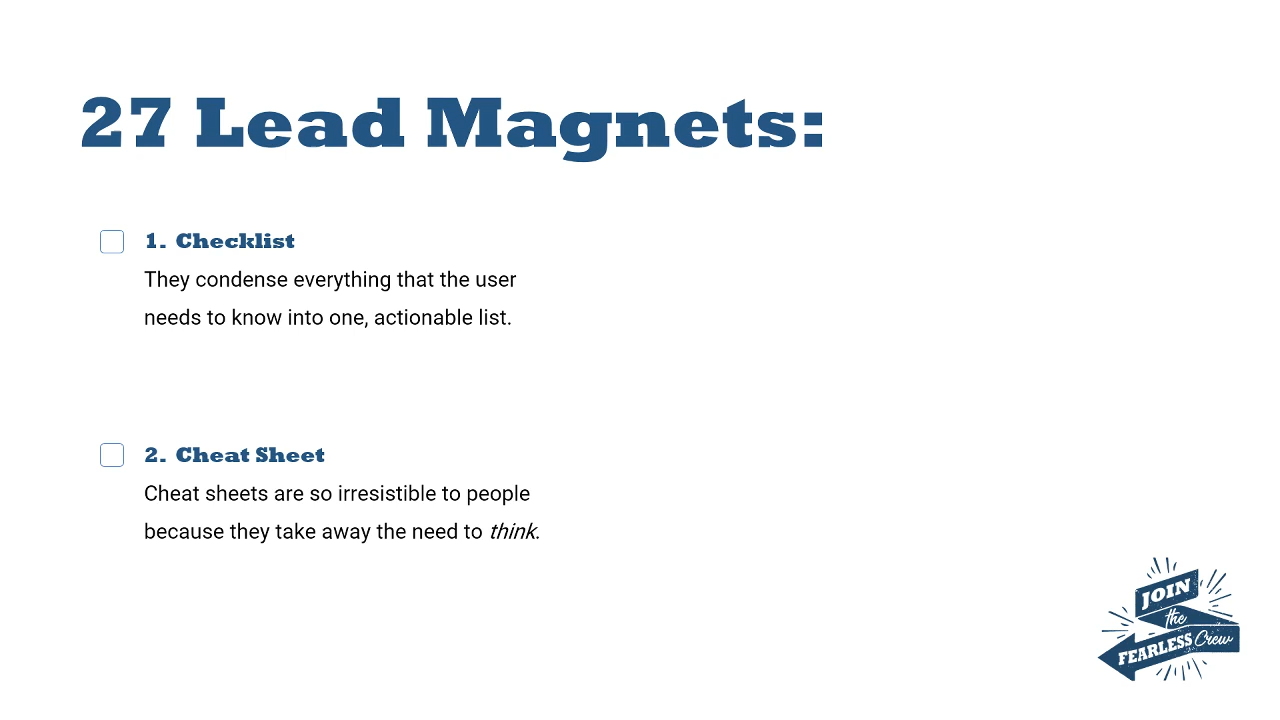 27 Lead Magnets:
1. Checklist
They condense everything that the user
needs to know into one, actionable list.
2. Cheat Sheet
Cheat sheets are so irresistible to people
because they take away the need to think.
JOIN
the
FEARLESS Crew